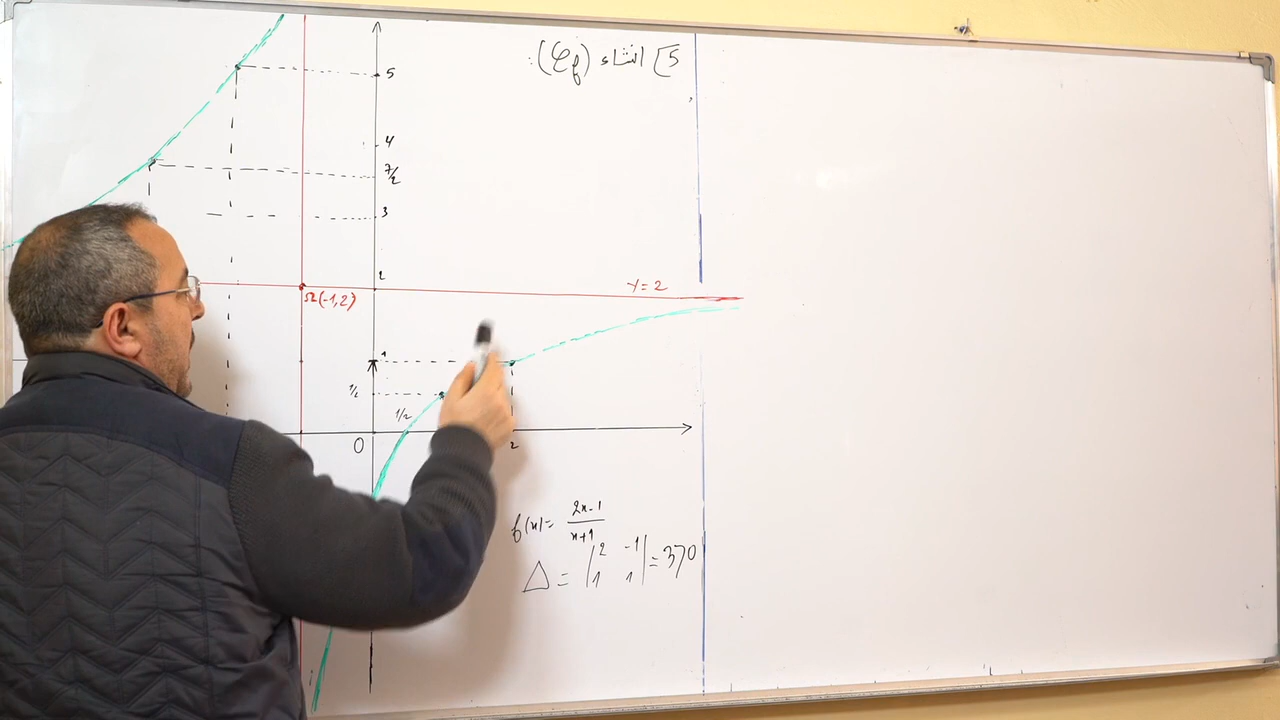 5] انشاء (𝒞f):
5
4
7/2
3
2
y = 2
Ω(-1,2)
1
1/2
1/2
0
2
f(x) = (2x-1)/(x+1)
Δ = |2 -1; 1 1| = 3>0